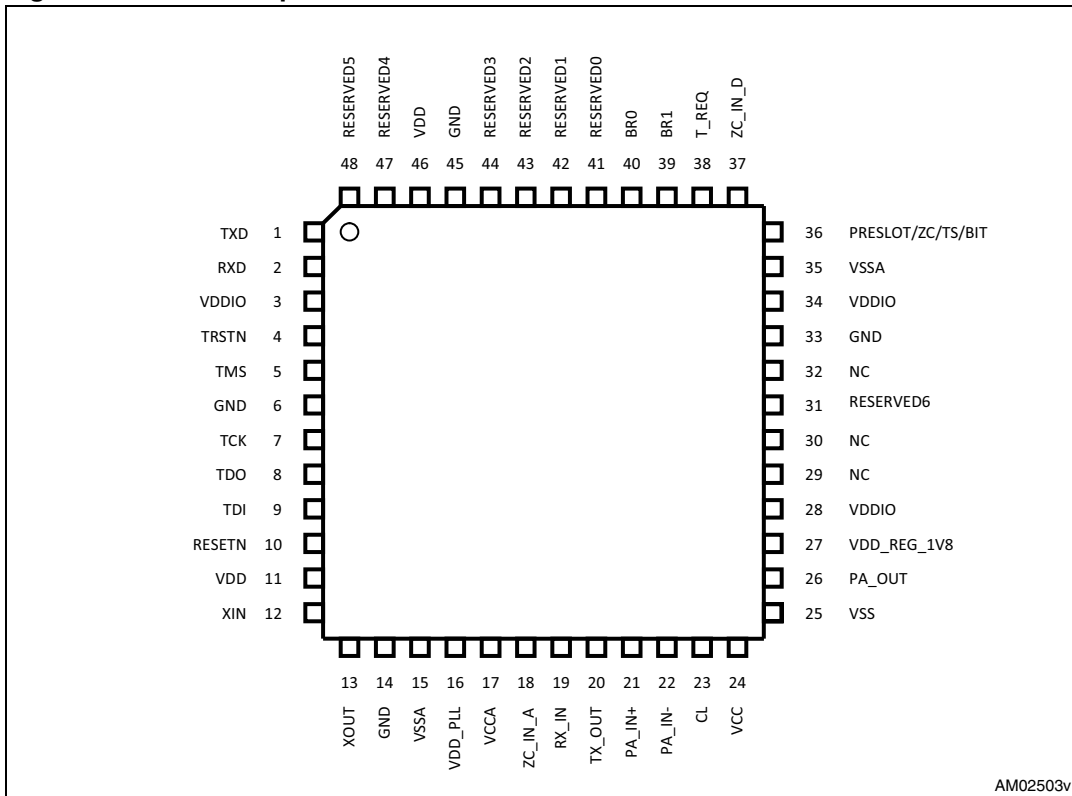 RESERVED5 RESERVED4 VDD GND RESERVED3 RESERVED2 RESERVED1 RESERVED0 BR0 BR1 T_REQ ZC_IN_D
48 47 46 45 44 43 42 41 40 39 38 37
TXD 1 36 PRESLOT/ZC/TS/BIT
RXD 2 35 VSSA
VDDIO 3 34 VDDIO
TRSTN 4 33 GND
TMS 5 32 NC
GND 6 31 RESERVED6
TCK 7 30 NC
TDO 8 29 NC
TDI 9 28 VDDIO
RESETN 10 27 VDD_REG_1V8
VDD 11 26 PA_OUT
XIN 12 25 VSS
13 14 15 16 17 18 19 20 21 22 23 24
XOUT GND VSSA VDD_PLL VCCA ZC_IN_A RX_IN TX_OUT PA_IN+ PA_IN- CL VCC
AM02503v